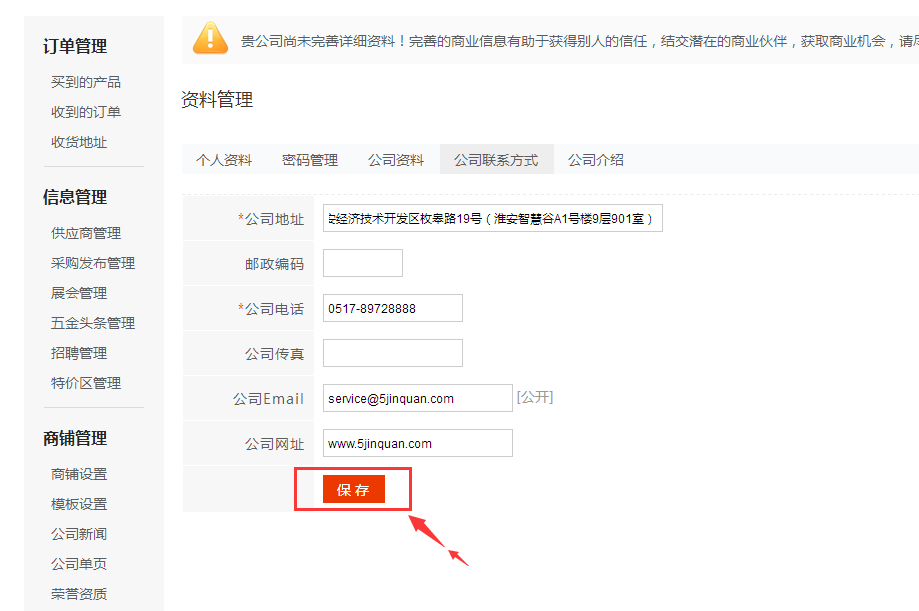 订单管理
买到的产品
收到的订单
收货地址
信息管理
供应商管理
采购发布管理
展会管理
五金头条管理
招聘管理
特价区管理
商铺管理
商铺设置
模板设置
公司新闻
公司单页
荣誉资质
贵公司尚未完善详细资料！完善的商业信息有助于获得别人的信任，结交潜在的商业伙伴，获取商业机会，请
资料管理
个人资料 密码管理 公司资料 公司联系方式 公司介绍
*公司地址 经济技术开发区枚皋路19号（淮安智慧谷A1号楼9层901室）
邮政编码
*公司电话 0517-89728888
公司传真
公司Email service@5jinquan.com [公开]
公司网址 www.5jinquan.com
保存